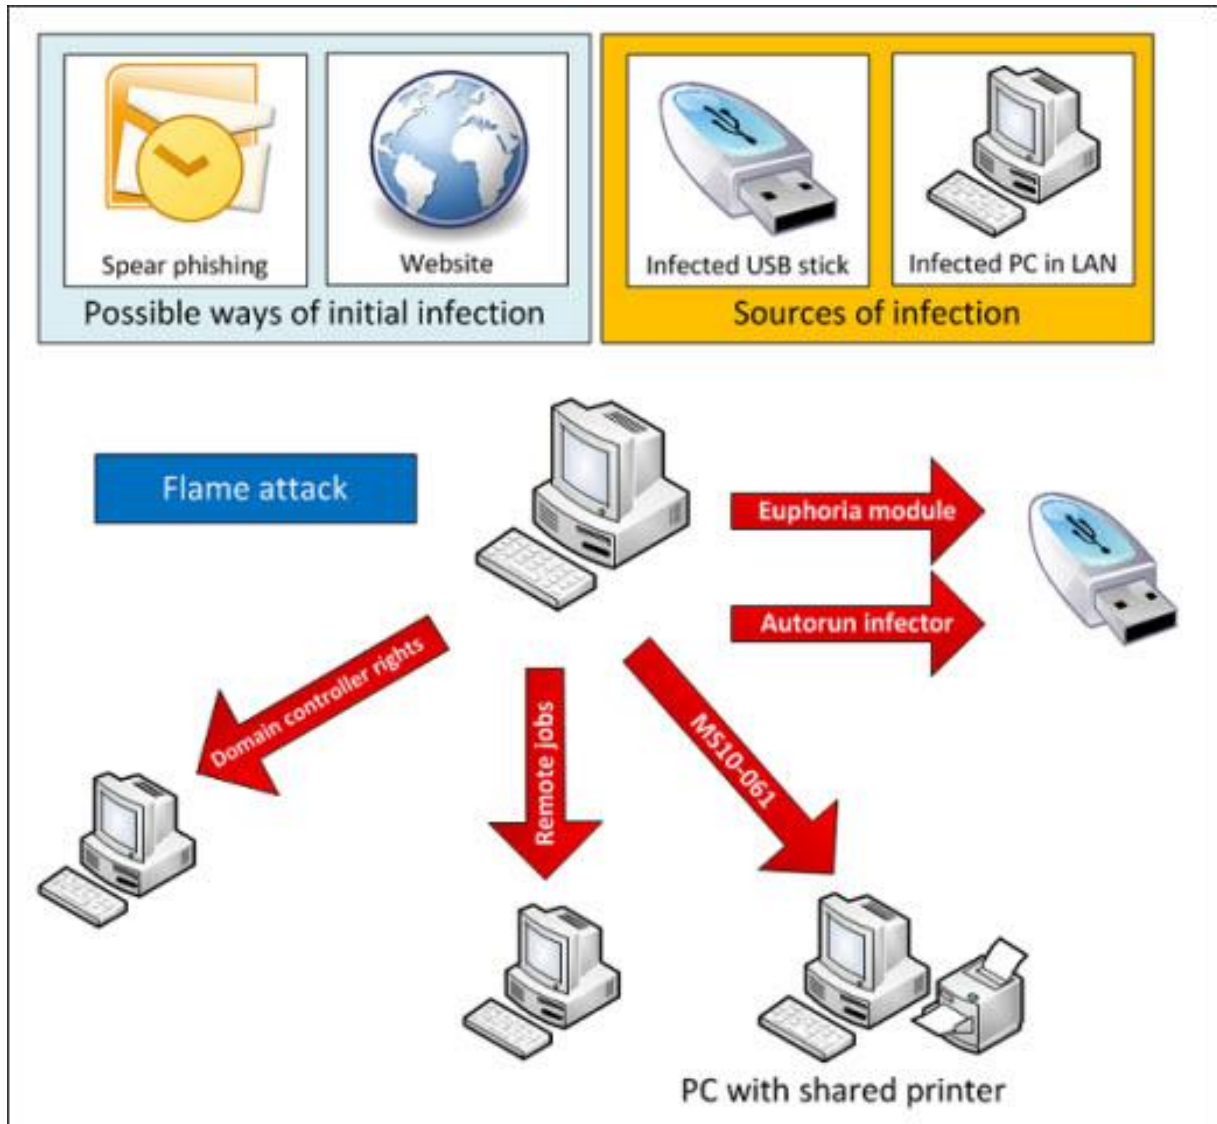 Spear phishing
Website
Possible ways of initial infection
Infected USB stick
Infected PC in LAN
Sources of infection
Flame attack
Euphoria module
Autorun infector
Domain controller rights
Remote jobs
MS10-061
PC with shared printer